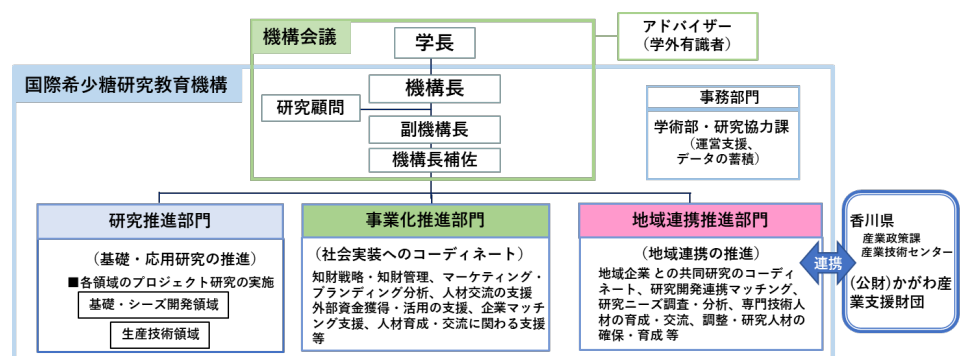 機構会議
学長
アドバイザー
（学外有識者）
国際希少糖研究教育機構
機構長
研究顧問
副機構長
機構長補佐
事務部門
学術部・研究協力課
（運営支援、
データの蓄積）
研究推進部門
（基礎・応用研究の推進）
■各領域のプロジェクト研究の実施
基礎・シーズ開発領域
生産技術領域
事業化推進部門
（社会実装へのコーディネート）
知財戦略・知財管理、マーケティング・
ブランディング分析、人材交流の支援
外部資金獲得・活用の支援、企業マッチ
ング支援、人材育成・交流に関わる支援
等
地域連携推進部門
（地域連携の推進）
地域企業 との共同研究のコーディ
ネート、研究開発連携マッチング、
研究ニーズ調査・分析、専門技術人
材の育成・交流、調整・研究人材の
確保・育成 等
連携
香川県
産業政策課
産業技術センター
（公財）かがわ産
業支援財団